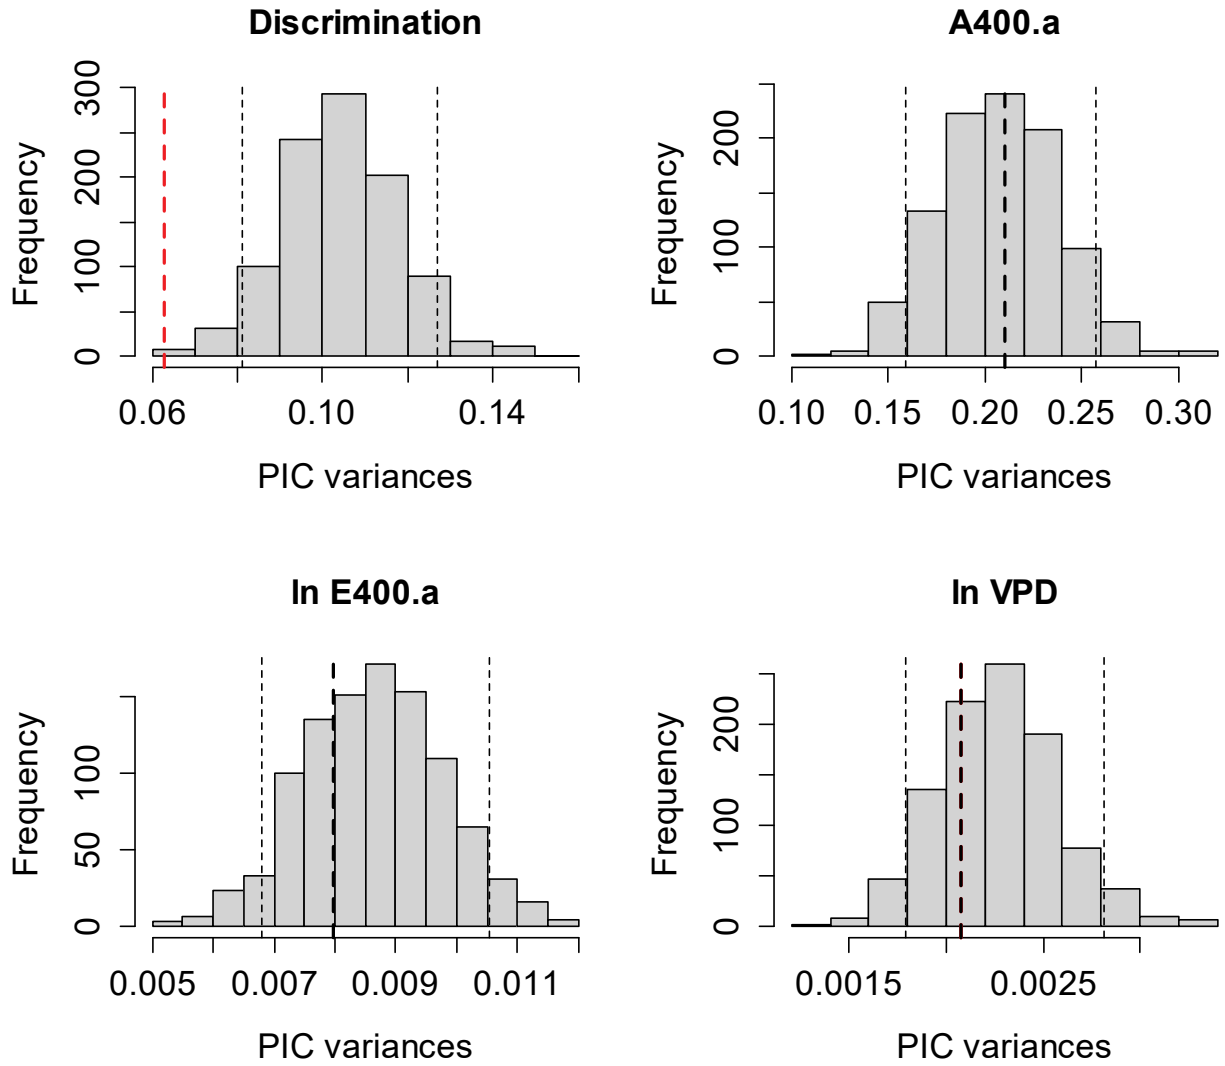 Discrimination
Frequency
0 100 200 300
0.06 0.10 0.14
PIC variances
A400.a
Frequency
0 100 200
0.10 0.15 0.20 0.25 0.30
PIC variances
ln E400.a
Frequency
0 50 100
0.005 0.007 0.009 0.011
PIC variances
ln VPD
Frequency
0 100 200
0.0015 0.0025
PIC variances